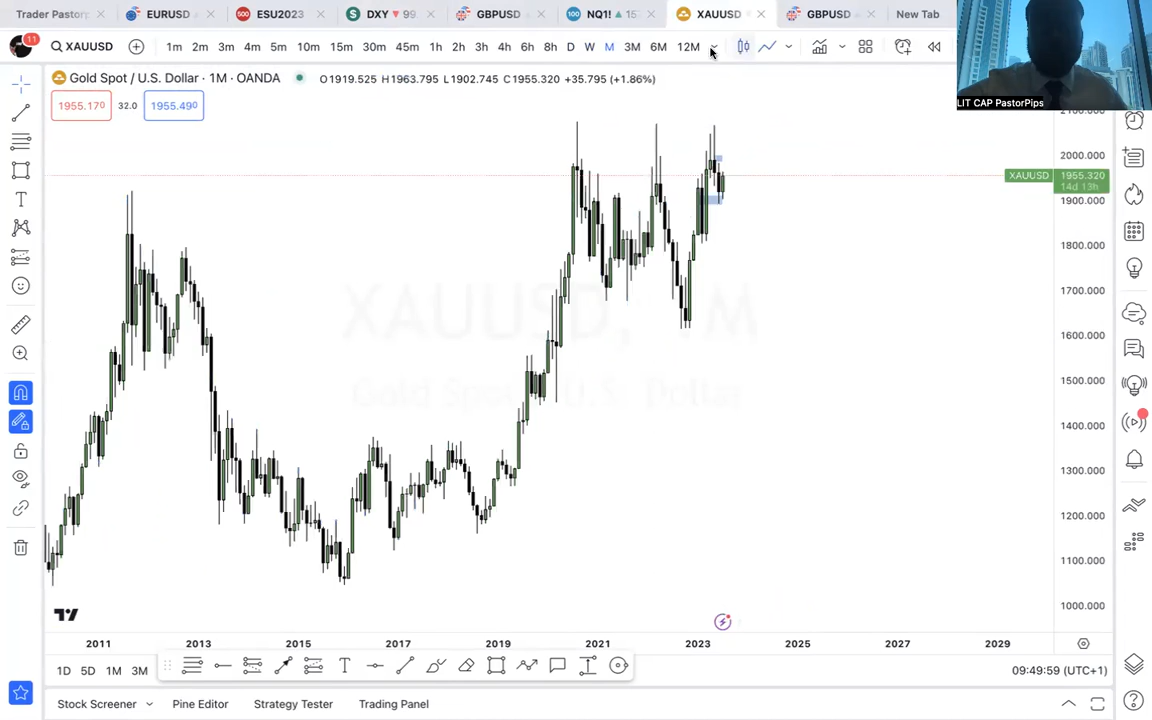 Trader Pastor
EURUSD
ESU2023
DXY ▼ 99
GBPUSD
NQ1! ▲ 15
XAUUSD
GBPUSD
New Tab
11
XAUUSD
1m 2m 3m 4m 5m 10m 15m 30m 45m 1h 2h 3h 4h 6h 8h D W M 3M 6M 12M
LIT CAP PastorPips
Gold Spot / U.S. Dollar · 1M · OANDA
O1919.525 H1963.795 L1902.745 C1955.320 +35.795 (+1.86%)
1955.170
32.0
1955.490
2100.000
2000.000
XAUUSD 1955.320
14d 13h
1900.000
1800.000
1700.000
1600.000
1500.000
1400.000
1300.000
1200.000
1100.000
1000.000
XAUUSD, 1M
Gold Spot / U.S. Dollar
2011 2013 2015 2017 2019 2021 2023 2025 2027 2029
1D 5D 1M 3M
09:49:59 (UTC+1)
Stock Screener
Pine Editor
Strategy Tester
Trading Panel